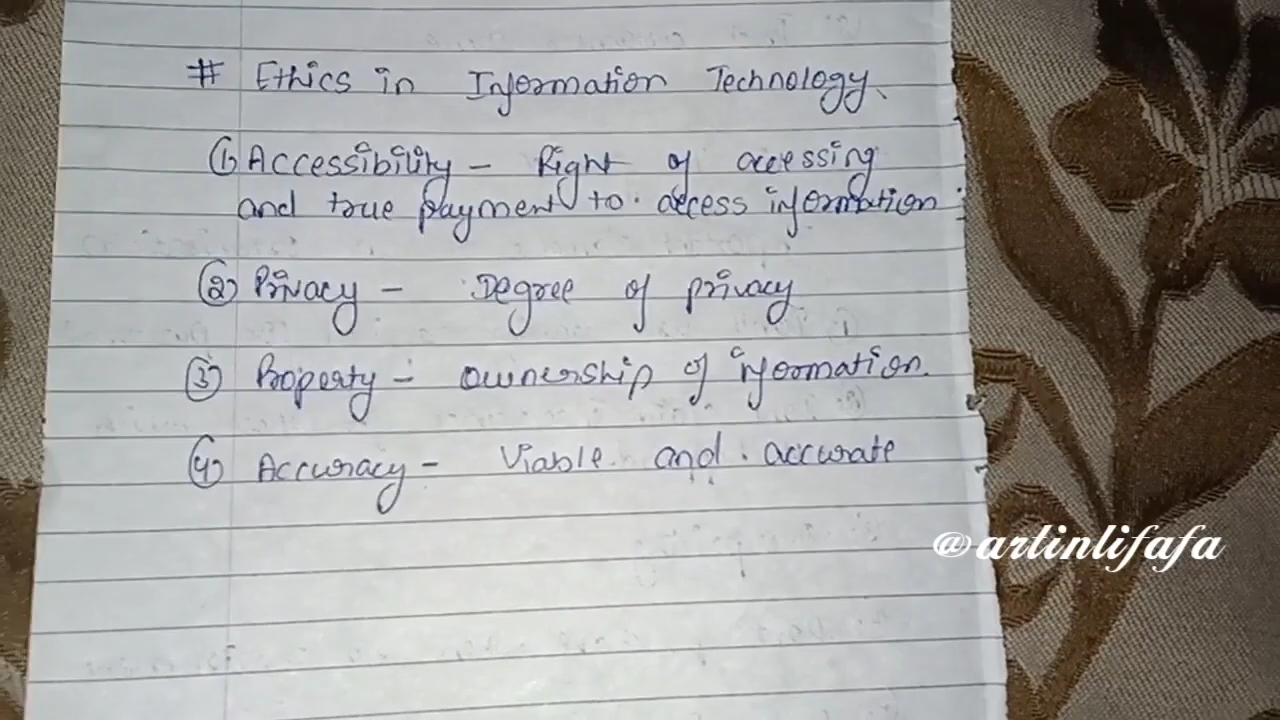 # Ethics in Information Technology
① Accessibility - Right of accessing
and true payment to access information
② Privacy - Degree of privacy
③ Property - ownership of information.
④ Accuracy - Viable and accurate
@artinlifafa